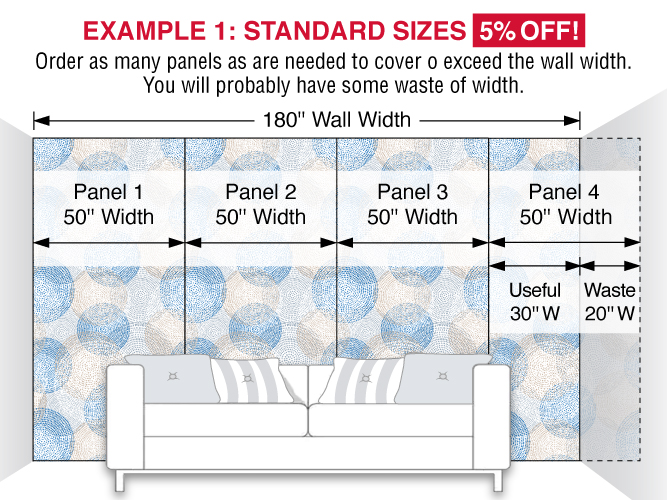 EXAMPLE 1: STANDARD SIZES 5% OFF!
Order as many panels as are needed to cover o exceed the wall width.
You will probably have some waste of width.
180" Wall Width
Panel 1
50" Width
Panel 2
50" Width
Panel 3
50" Width
Panel 4
50" Width
Useful
30" W
Waste
20" W